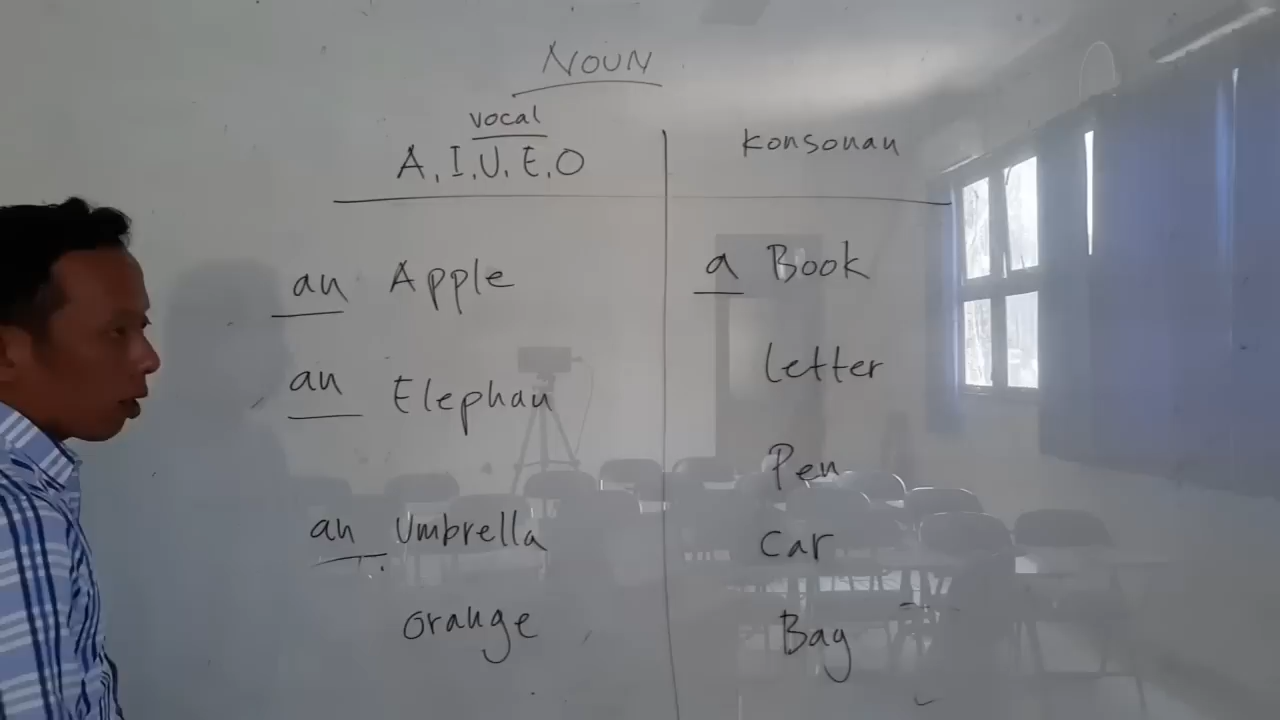 NOUN
vocal
A, I, U, E, O
konsonan
an Apple
an Elephan
an Umbrella
orange
a Book
letter
Pen
Car
Bag